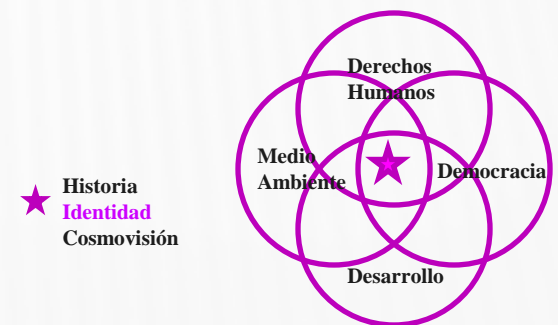 Derechos
Humanos
Medio
Ambiente
Democracia
Desarrollo
Historia
Identidad
Cosmovisión